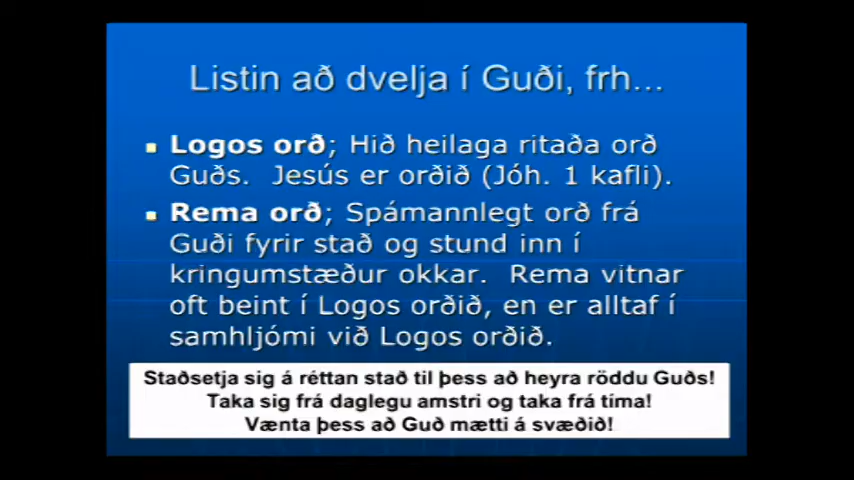 Listin að dvelja í Guði, frh...
Logos orð; Hið heilaga ritaða orð
Guðs. Jesús er orðið (Jóh. 1 kafli).
Rema orð; Spámannlegt orð frá
Guði fyrir stað og stund inn í
kringumstæður okkar. Rema vitnar
oft beint í Logos orðið, en er alltaf í
samhljómi við Logos orðið.
Staðsetja sig á réttan stað til þess að heyra röddu Guðs!
Taka sig frá daglegu amstri og taka frá tíma!
Vænta þess að Guð mætti á svæðið!